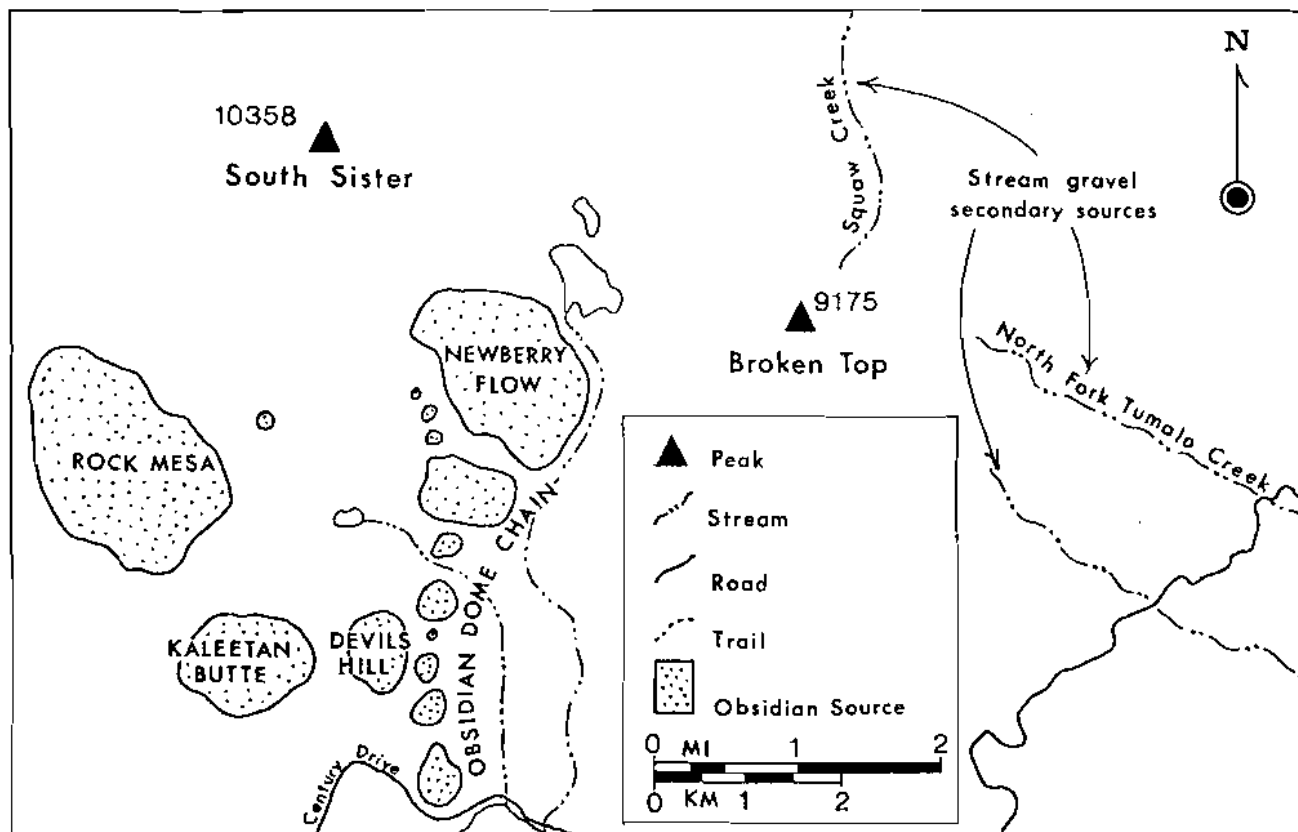 10358
South Sister
Squaw Creek
Stream gravel
secondary sources
N
9175
Broken Top
North Fork Tumalo Creek
NEWBERRY
FLOW
ROCK MESA
OBSIDIAN DOME CHAIN
KALEETAN
BUTTE
DEVILS
HILL
Century Drive
Peak
Stream
Road
Trail
Obsidian Source
0 MI 1 2
0 KM 1 2